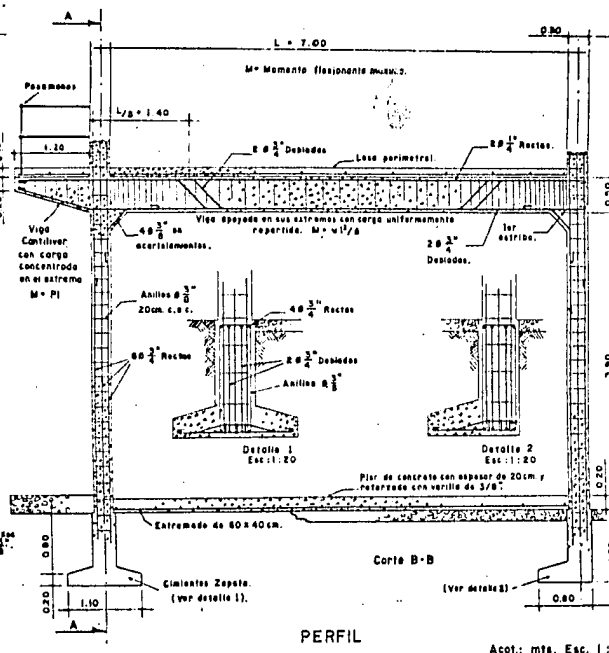 A
L = 7.00
0.80
M= Momento flexionante
Pasamanos
L/5 = 1.40
1.20
2 ø 3/4" Doblados
Losa perimetral.
2 ø 1/4" Rectos.
Viga apoyada en sus extremos con carga uniformemente
repartida. M= wl²/8
Viga
Cantiliver
con carga
concentrada
en el extremo
M= Pl
4 ø 3/8" en
acartelamientos.
1er
estribo.
2 ø 3/4"
Doblados.
Anillos ø 3/8"
20cm. c.a c.
6 ø 3/4" Rectos
4 ø 3/4" Rectos
2 ø 3/4" Doblados
Anillos ø 3/8"
Detalle 1
Esc:1:20
Detalle 2
Esc:1:20
Piso de concreto con espesor de 20cm. y
reforzado con varilla de 3/8".
0.20
Entramado de 60 x 40 cm.
Corte B-B
0.80
0.20
1.10
Cimientos Zapata.
(Ver detalle 1).
(Ver detalle 2)
0.80
A
PERFIL
Acot.: mts. Esc. 1: